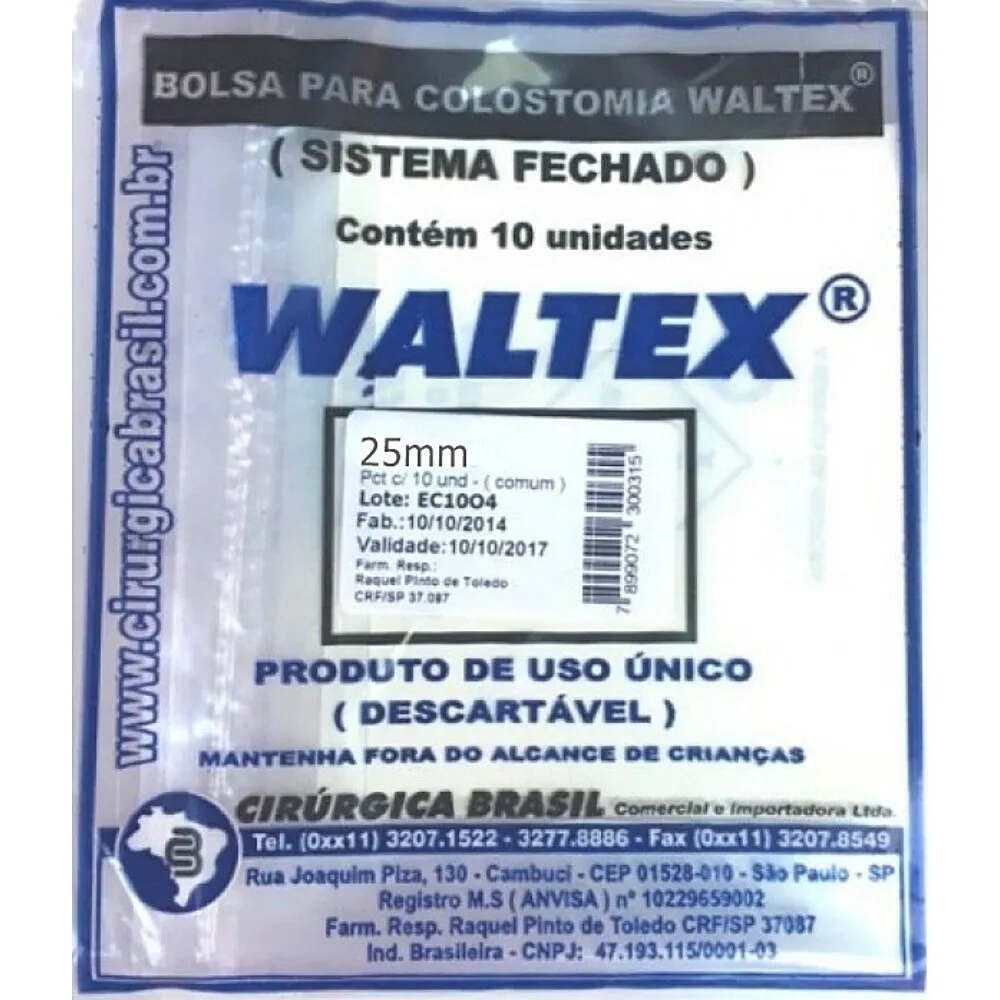 BOLSA PARA COLOSTOMIA WALTEX®
( SISTEMA FECHADO )
Contém 10 unidades
WALTEX®
www.cirurgicabrasil.com.br
25mm
Pct c/ 10 und - ( comum )
Lote: EC10O4
Fab.:10/10/2014
Validade:10/10/2017
Farm. Resp.:
Raquel Pinto de Toledo
CRF/SP 37.087
7 899072 300315
PRODUTO DE USO ÚNICO
( DESCARTÁVEL )
MANTENHA FORA DO ALCANCE DE CRIANÇAS
CIRÚRGICA BRASIL Comercial e Importadora Ltda.
Tel. (0xx11) 3207.1522 - 3277.8886 - Fax (0xx11) 3207.8549
Rua Joaquim Piza, 130 - Cambuci - CEP 01528-010 - São Paulo - SP
Registro M.S ( ANVISA ) nº 10229659002
Farm. Resp. Raquel Pinto de Toledo CRF/SP 37087
Ind. Brasileira - CNPJ: 47.193.115/0001-03